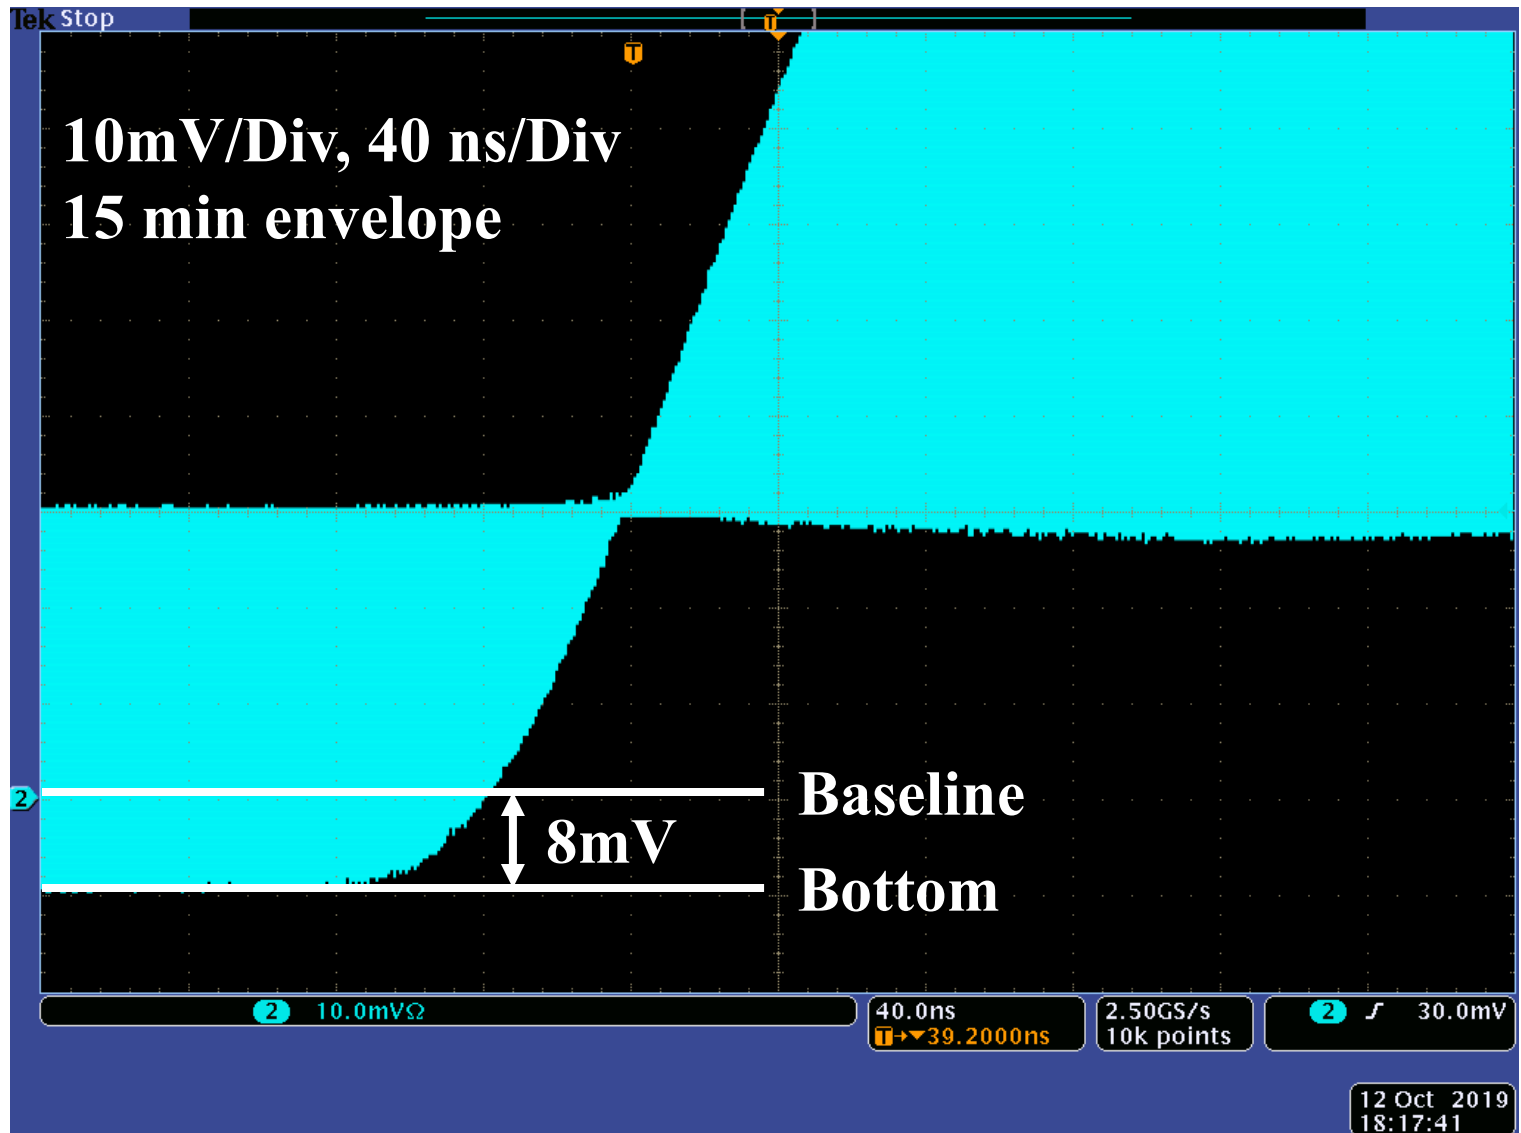 Tek Stop
T
T
10mV/Div, 40 ns/Div
15 min envelope
2
Baseline
8mV
Bottom
2 10.0mVΩ
40.0ns
T→▼39.2000ns
2.50GS/s
10k points
2 ƒ 30.0mV
12 Oct 2019
18:17:41